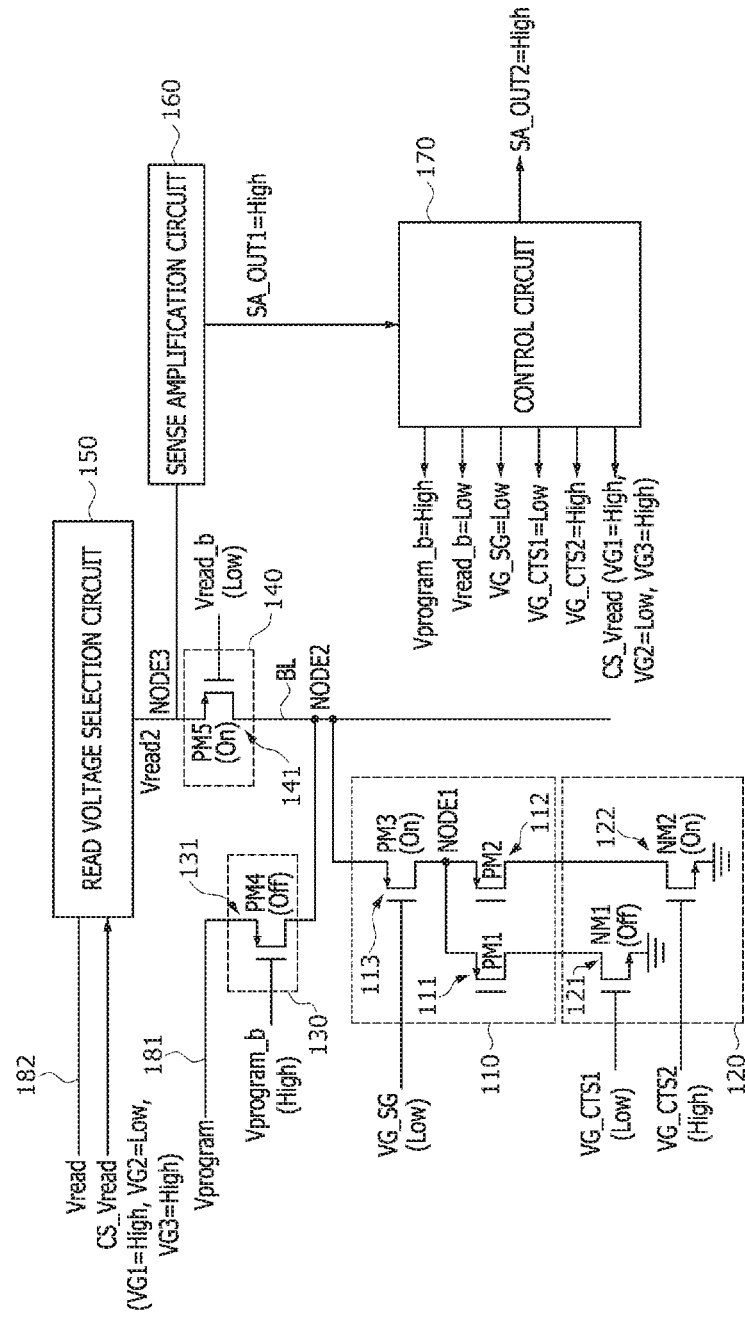 182
Vread
CS_Vread
(VG1=High, VG2=Low,
VG3=High)
READ VOLTAGE SELECTION CIRCUIT
150
Vread2
NODE3
SENSE AMPLIFICATION CIRCUIT
160
SA_OUT1=High
Vprogram
181
131
PM4
(Off)
Vprogram_b
(High)
130
PM5
(On)
141
Vread_b
(Low)
140
BL
NODE2
VG_SG
(Low)
113
PM3
(On)
NODE1
111
PM1
PM2
112
110
VG_CTS1
(Low)
VG_CTS2
(High)
121
NM1
(Off)
122
NM2
(On)
120
CONTROL CIRCUIT
170
SA_OUT2=High
Vprogram_b=High
Vread_b=Low
VG_SG=Low
VG_CTS1=Low
VG_CTS2=High
CS_Vread (VG1=High,
VG2=Low, VG3=High)